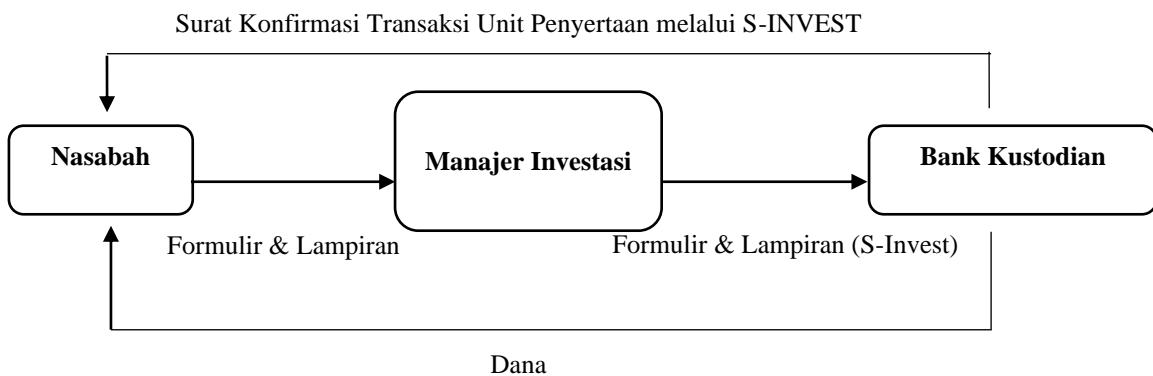 Surat Konfirmasi Transaksi Unit Penyertaan melalui S-INVEST
Nasabah
Manajer Investasi
Bank Kustodian
Formulir & Lampiran
Formulir & Lampiran (S-Invest)
Dana